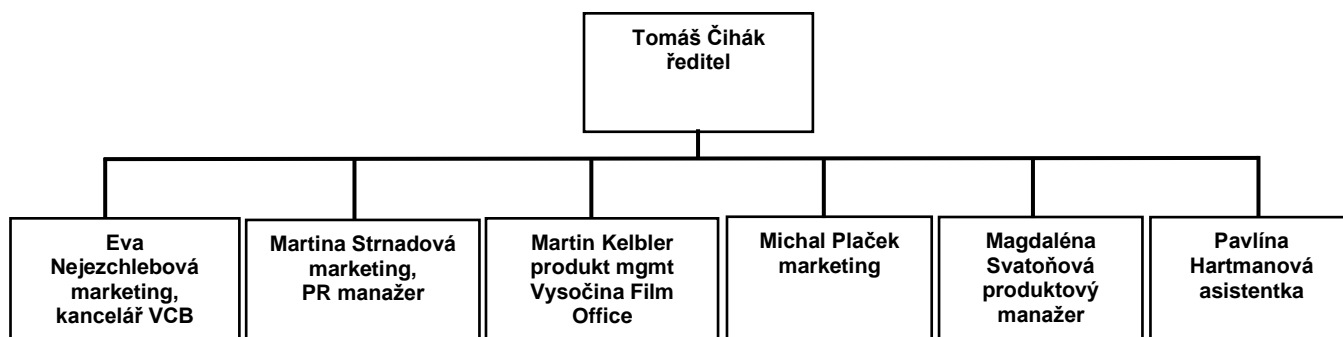 Tomáš Čihák
ředitel
Eva
Nejezchlebová
marketing,
kancelář VCB
Martina Strnadová
marketing,
PR manažer
Martin Kelbler
produkt mgmt
Vysočina Film
Office
Michal Plaček
marketing
Magdaléna
Svatoňová
produktový
manažer
Pavlína
Hartmanová
asistentka